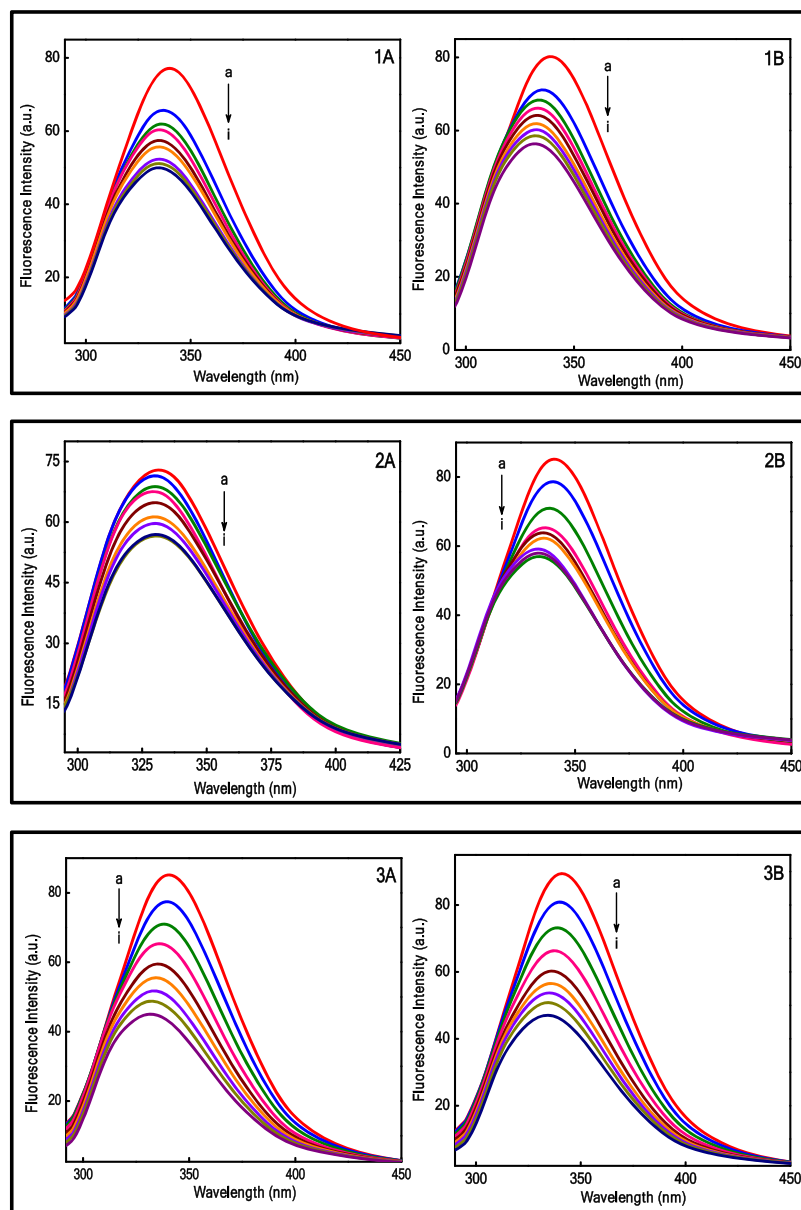 1A
a
i
80
60
40
20
300
350
400
450
Fluorescence Intensity (a.u.)
Wavelength (nm)
1B
a
i
80
60
40
20
0
300
350
400
450
Fluorescence Intensity (a.u.)
Wavelength (nm)
2A
a
i
75
60
45
30
15
300
325
350
375
400
425
Fluorescence Intensity (a.u.)
Wavelength (nm)
2B
a
i
80
60
40
20
0
300
350
400
450
Fluorescence Intensity (a.u.)
Wavelength (nm)
3A
a
i
80
60
40
20
300
350
400
450
Fluorescence Intensity (a.u.)
Wavelength (nm)
3B
a
i
80
60
40
20
300
350
400
450
Fluorescence Intensity (a.u.)
Wavelength (nm)